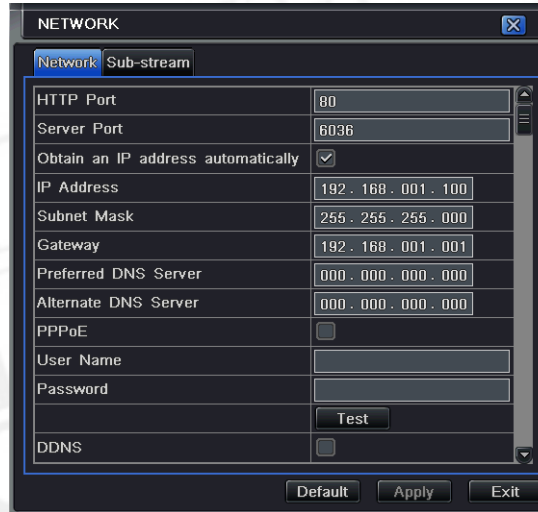 NETWORK
Network Sub-stream
HTTP Port 80
Server Port 6036
Obtain an IP address automatically
IP Address 192 . 168 . 001 . 100
Subnet Mask 255 . 255 . 255 . 000
Gateway 192 . 168 . 001 . 001
Preferred DNS Server 000 . 000 . 000 . 000
Alternate DNS Server 000 . 000 . 000 . 000
PPPoE
User Name
Password
Test
DDNS
Default Apply Exit